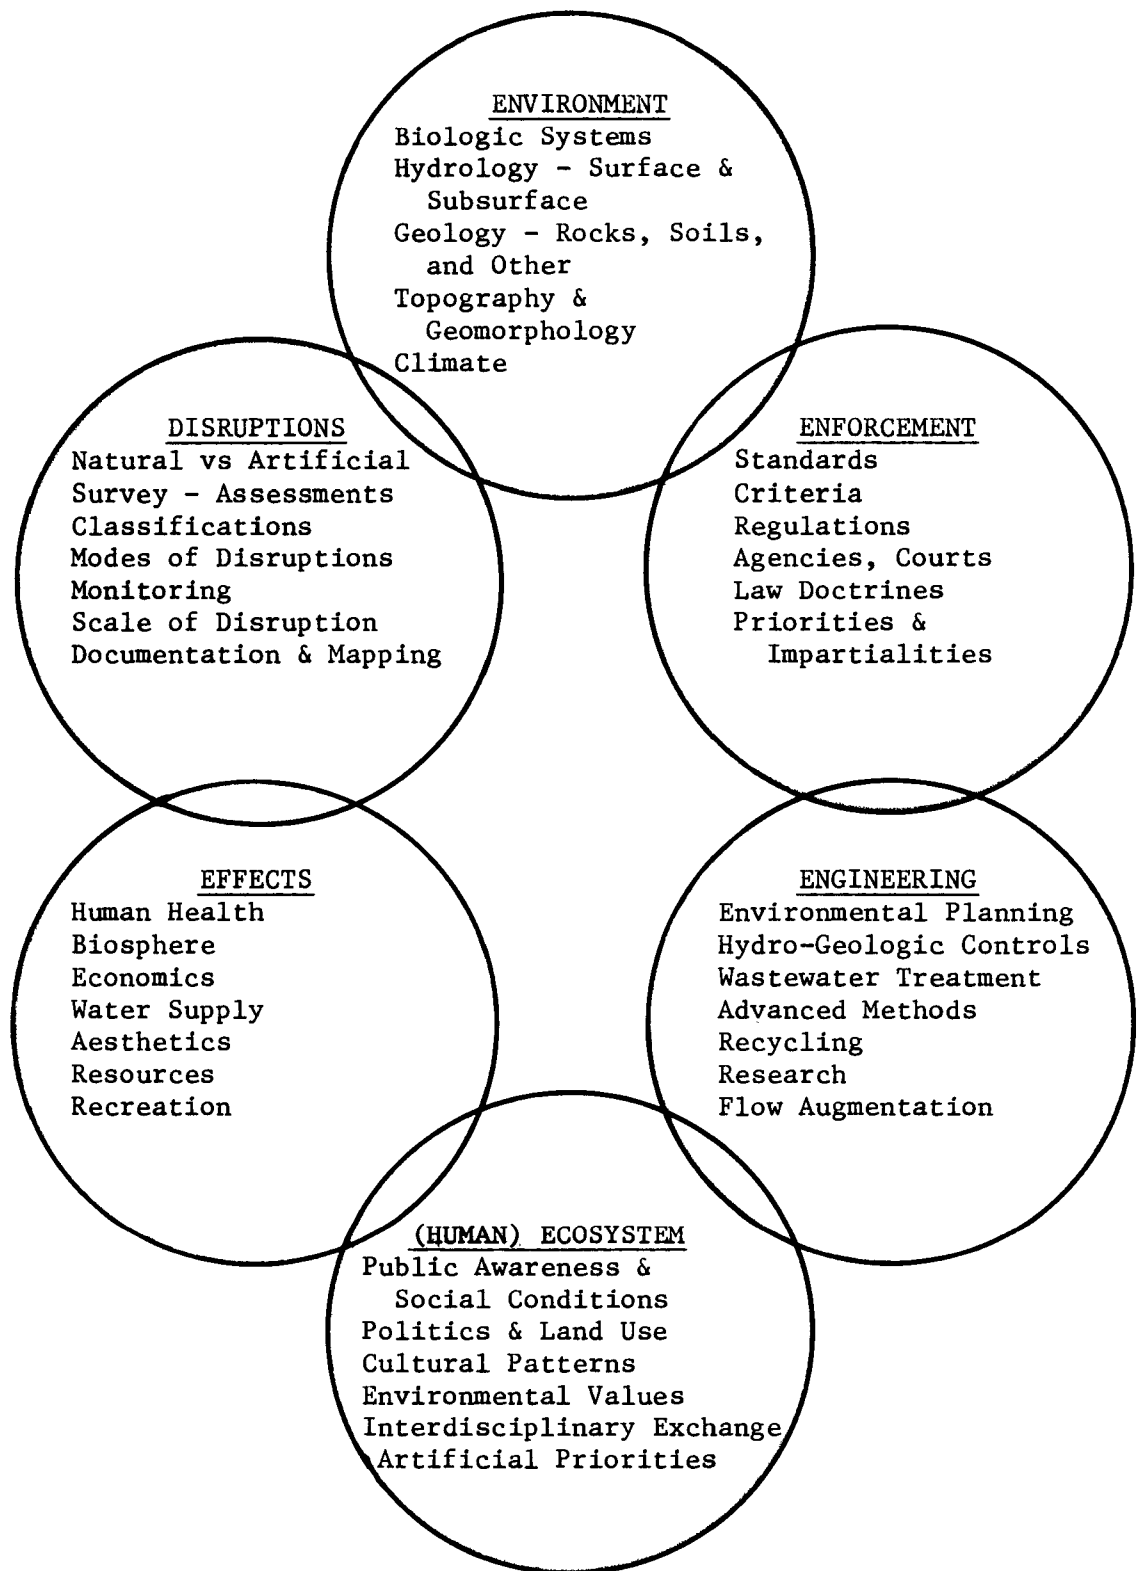 ENVIRONMENT
Biologic Systems
Hydrology - Surface &
Subsurface
Geology - Rocks, Soils,
and Other
Topography &
Geomorphology
Climate
DISRUPTIONS
Natural vs Artificial
Survey - Assessments
Classifications
Modes of Disruptions
Monitoring
Scale of Disruption
Documentation & Mapping
ENFORCEMENT
Standards
Criteria
Regulations
Agencies, Courts
Law Doctrines
Priorities &
Impartialities
EFFECTS
Human Health
Biosphere
Economics
Water Supply
Aesthetics
Resources
Recreation
ENGINEERING
Environmental Planning
Hydro-Geologic Controls
Wastewater Treatment
Advanced Methods
Recycling
Research
Flow Augmentation
(HUMAN) ECOSYSTEM
Public Awareness &
Social Conditions
Politics & Land Use
Cultural Patterns
Environmental Values
Interdisciplinary Exchange
Artificial Priorities